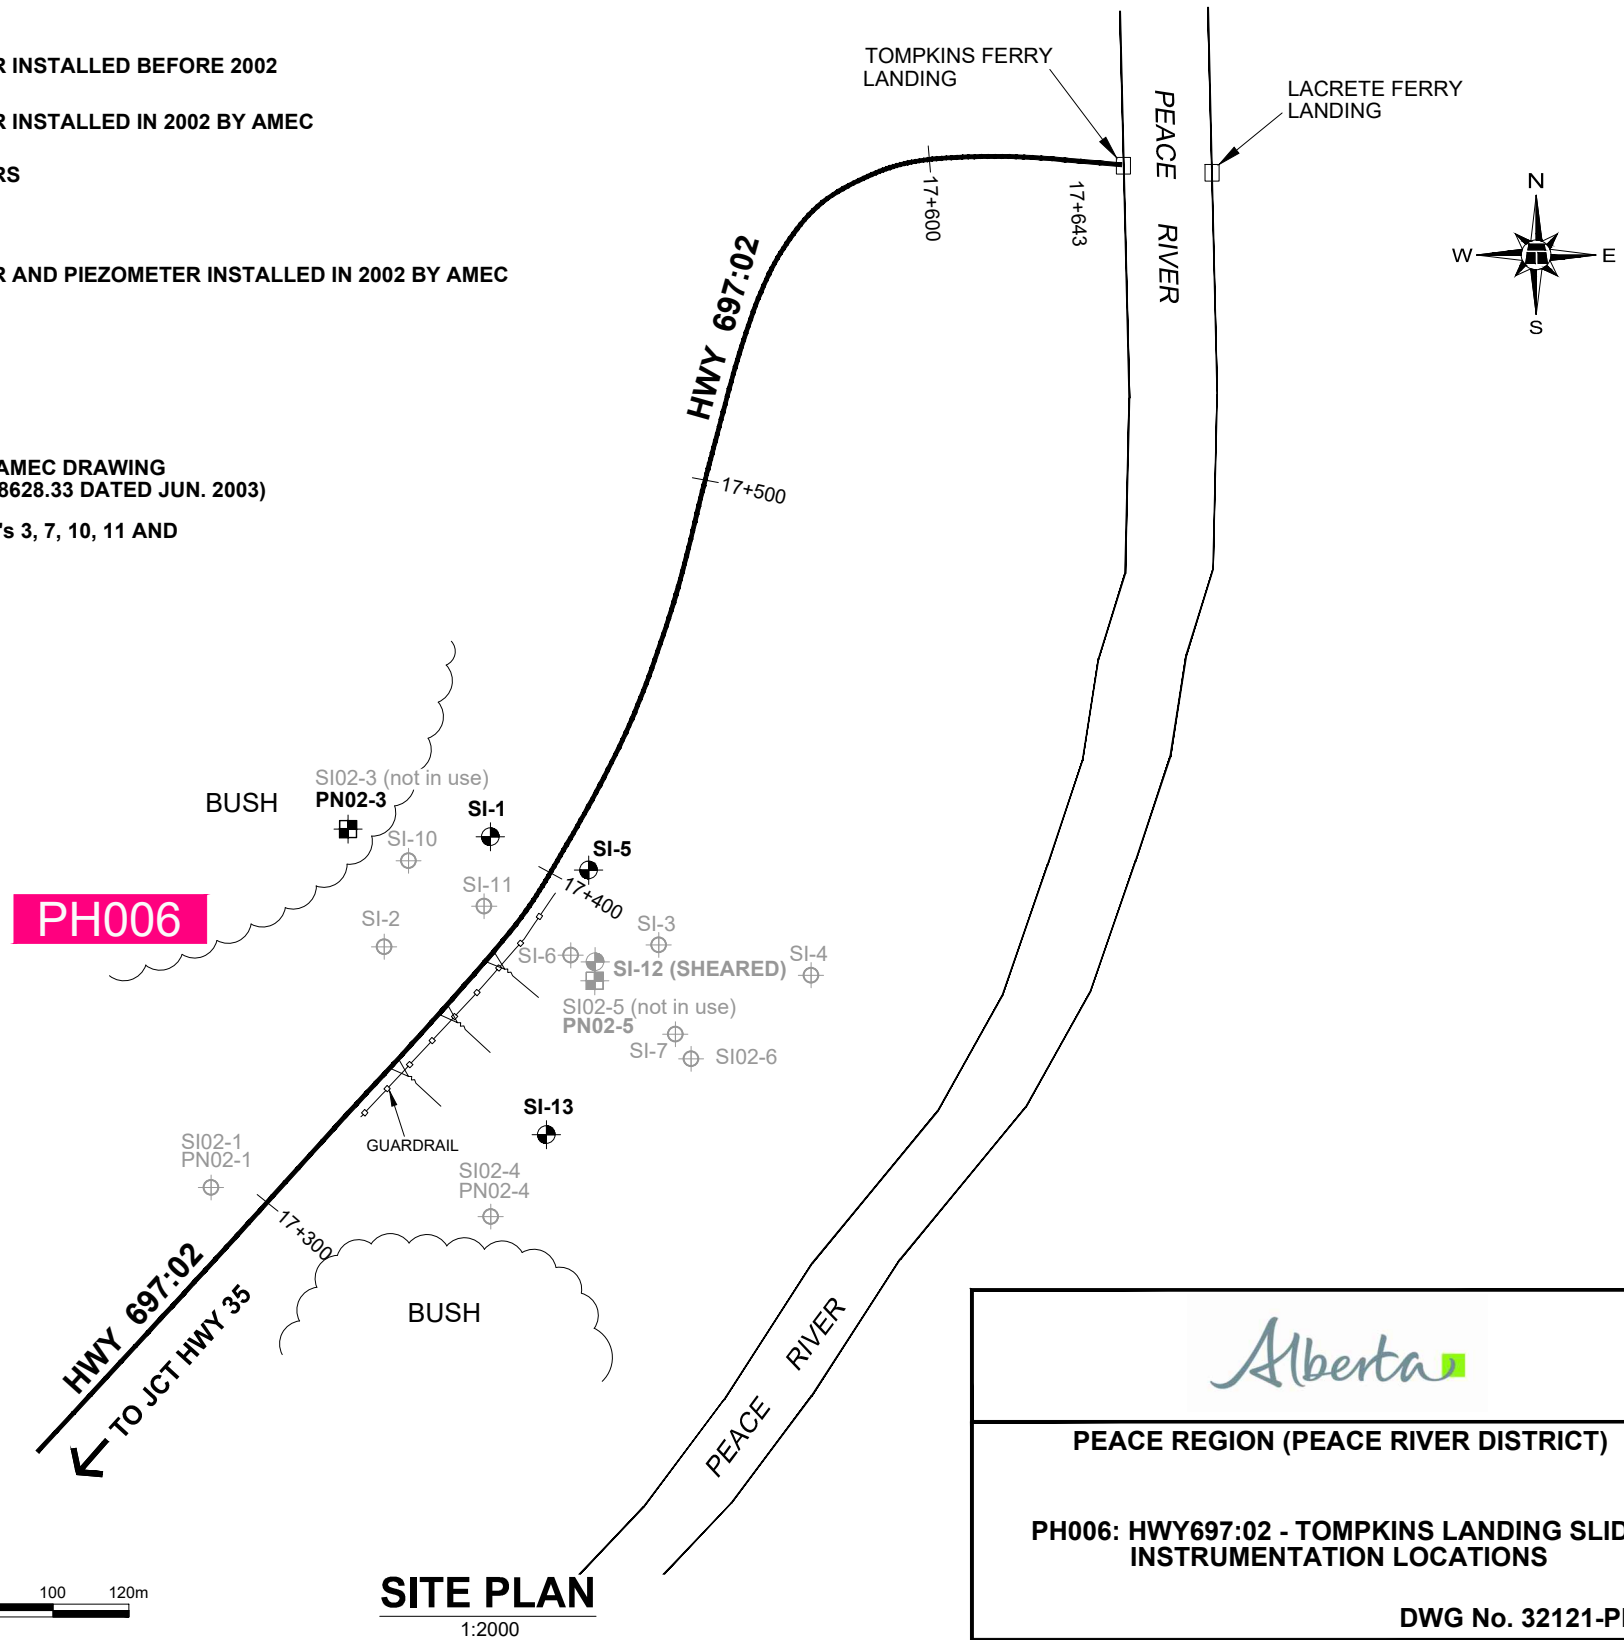 R INSTALLED BEFORE 2002
R INSTALLED IN 2002 BY AMEC
RS
R AND PIEZOMETER INSTALLED IN 2002 BY AMEC
AMEC DRAWING
8628.33 DATED JUN. 2003)
's 3, 7, 10, 11 AND
TOMPKINS FERRY
LANDING
LACRETE FERRY
LANDING
PEACE RIVER
17+600
17+643
N
W
E
S
HWY 697:02
17+500
SI02-3 (not in use)
PN02-3
BUSH
SI-1
SI-10
SI-5
SI-11
17+400
PH006
SI-2
SI-3
SI-6
SI-12 (SHEARED)
SI-4
SI02-5 (not in use)
PN02-5
SI-7
SI02-6
SI-13
GUARDRAIL
SI02-1
PN02-1
SI02-4
PN02-4
17+300
HWY 697:02
TO JCT HWY 35
BUSH
PEACE RIVER
Alberta
PEACE REGION (PEACE RIVER DISTRICT)
PH006: HWY697:02 - TOMPKINS LANDING SLID
INSTRUMENTATION LOCATIONS
DWG No. 32121-P
100 120m
SITE PLAN
1:2000